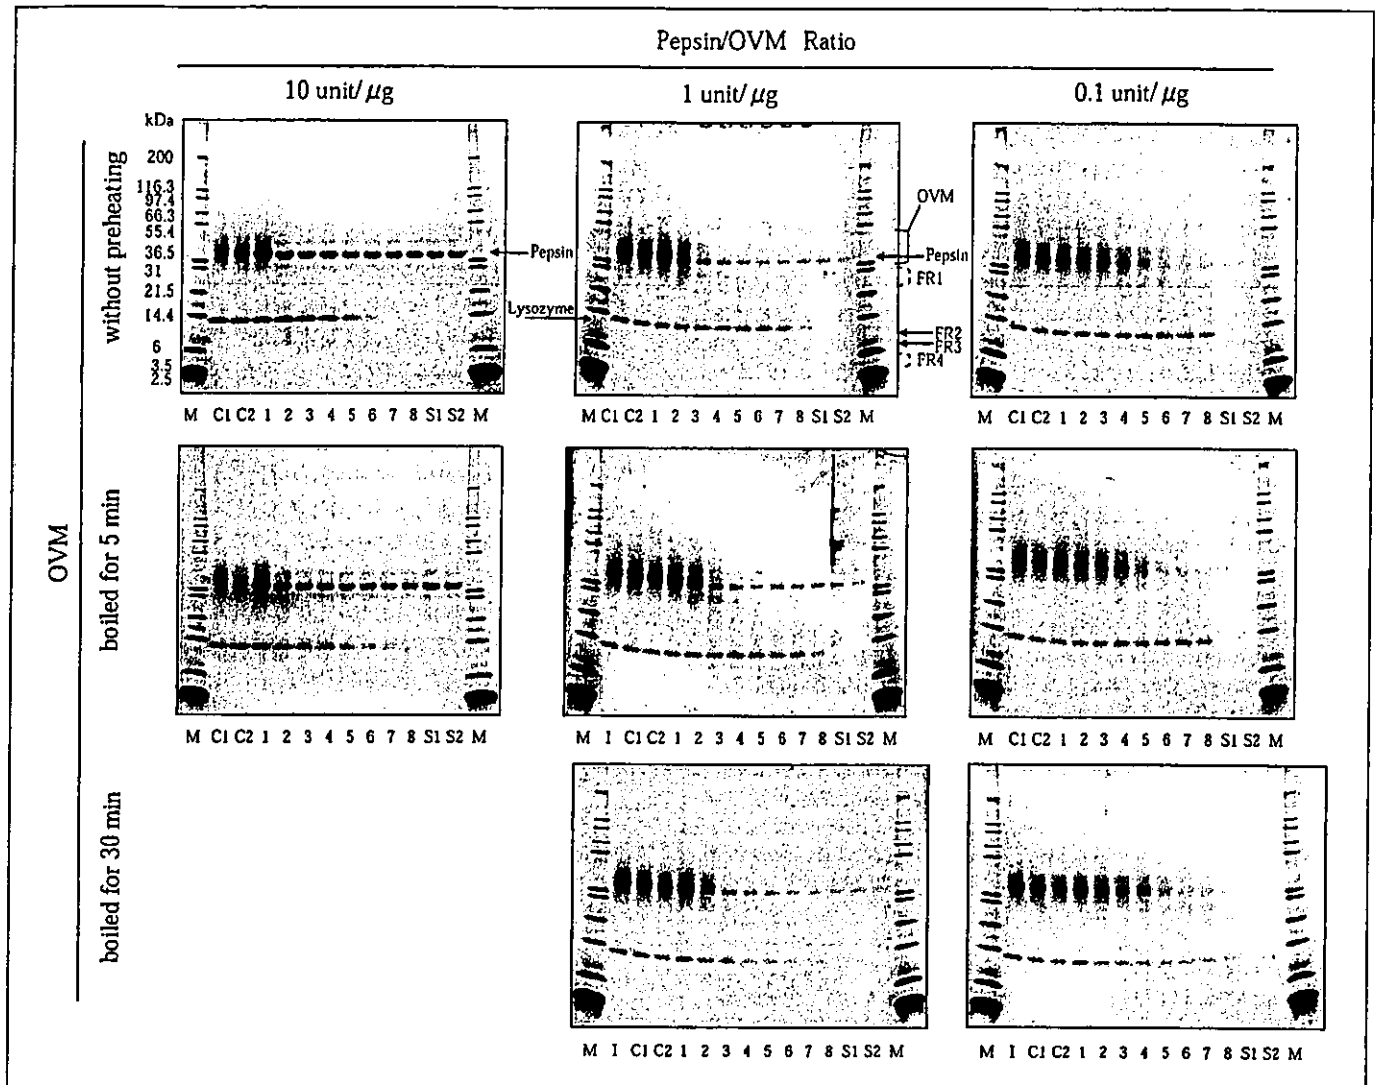 Pepsin/OVM Ratio
10 unit/μg
1 unit/μg
0.1 unit/μg
OVM
without preheating
kDa
200
116.3
97.4
66.3
55.4
36.5
31
21.5
14.4
6
3.5
2.5
Pepsin
Lysozyme
OVM
Pepsin
FR1
FR2
FR3
FR4
M C1 C2 1 2 3 4 5 6 7 8 S1 S2 M
M C1 C2 1 2 3 4 5 6 7 8 S1 S2 M
M C1 C2 1 2 3 4 5 6 7 8 S1 S2 M
boiled for 5 min
M C1 C2 1 2 3 4 5 6 7 8 S1 S2 M
M I C1 C2 1 2 3 4 5 6 7 8 S1 S2 M
M C1 C2 1 2 3 4 5 6 7 8 S1 S2 M
boiled for 30 min
M I C1 C2 1 2 3 4 5 6 7 8 S1 S2 M
M I C1 C2 1 2 3 4 5 6 7 8 S1 S2 M